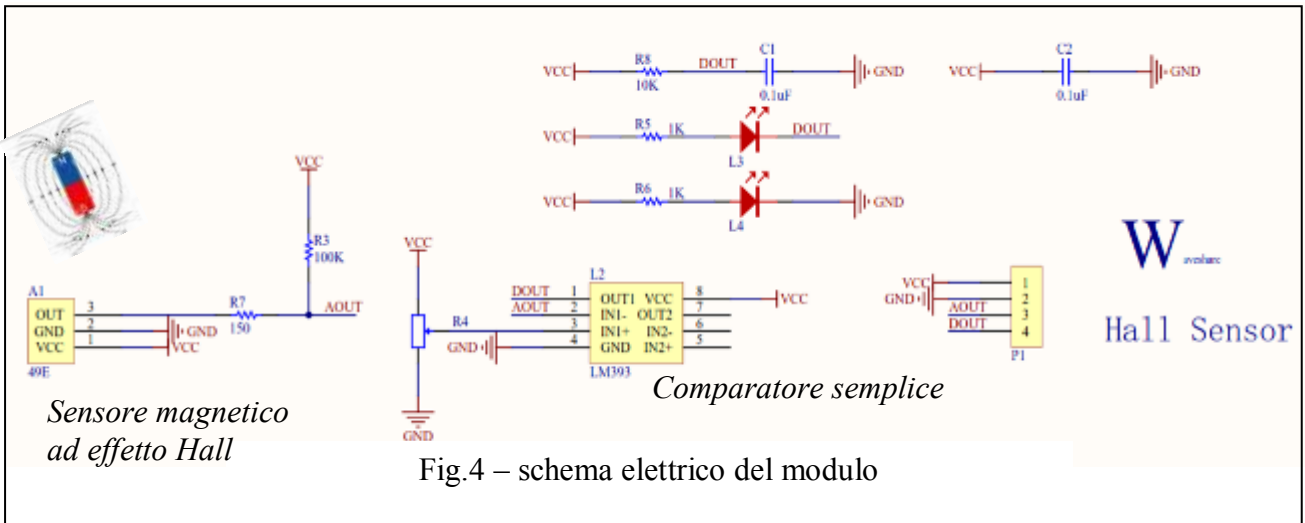 R8
DOUT
C1
VCC
GND
10K
0.1uF
C2
VCC
GND
0.1uF
R5
1K
DOUT
VCC
L3
R6
1K
VCC
GND
L4
VCC
R3
100K
A1
3
R7
AOUT
OUT
GND
VCC
2
1
150
GND
VCC
49E
VCC
R4
GND
GND
L2
DOUT
1
OUT1 VCC
8
VCC
AOUT
2
IN1- OUT2
7
3
IN1+ IN2-
6
4
GND IN2+
5
LM393
VCC
1
GND
2
AOUT
3
DOUT
4
P1
Waveshare
Hall Sensor
Sensore magnetico
ad effetto Hall
Comparatore semplice
Fig.4 – schema elettrico del modulo